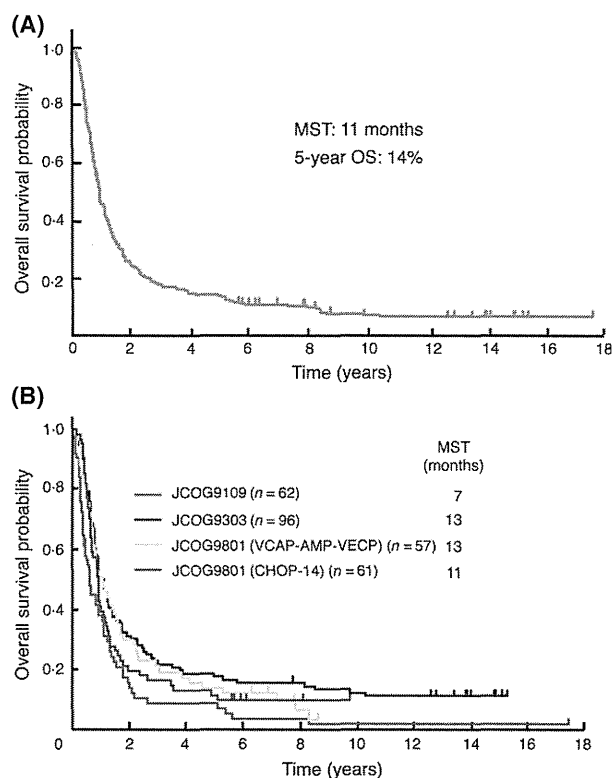 (A)
Overall survival probability
1·0
0·8
0·6
0·4
0·2
MST: 11 months
5-year OS: 14%
0 2 4 6 8 10 12 14 16 18
Time (years)
(B)
Overall survival probability
1·0
0·8
0·6
0·4
0·2
MST
(months)
JCOG9109 (n = 62) 7
JCOG9303 (n = 96) 13
JCOG9801 (VCAP-AMP-VECP) (n = 57) 13
JCOG9801 (CHOP-14) (n = 61) 11
0 2 4 6 8 10 12 14 16 18
Time (years)